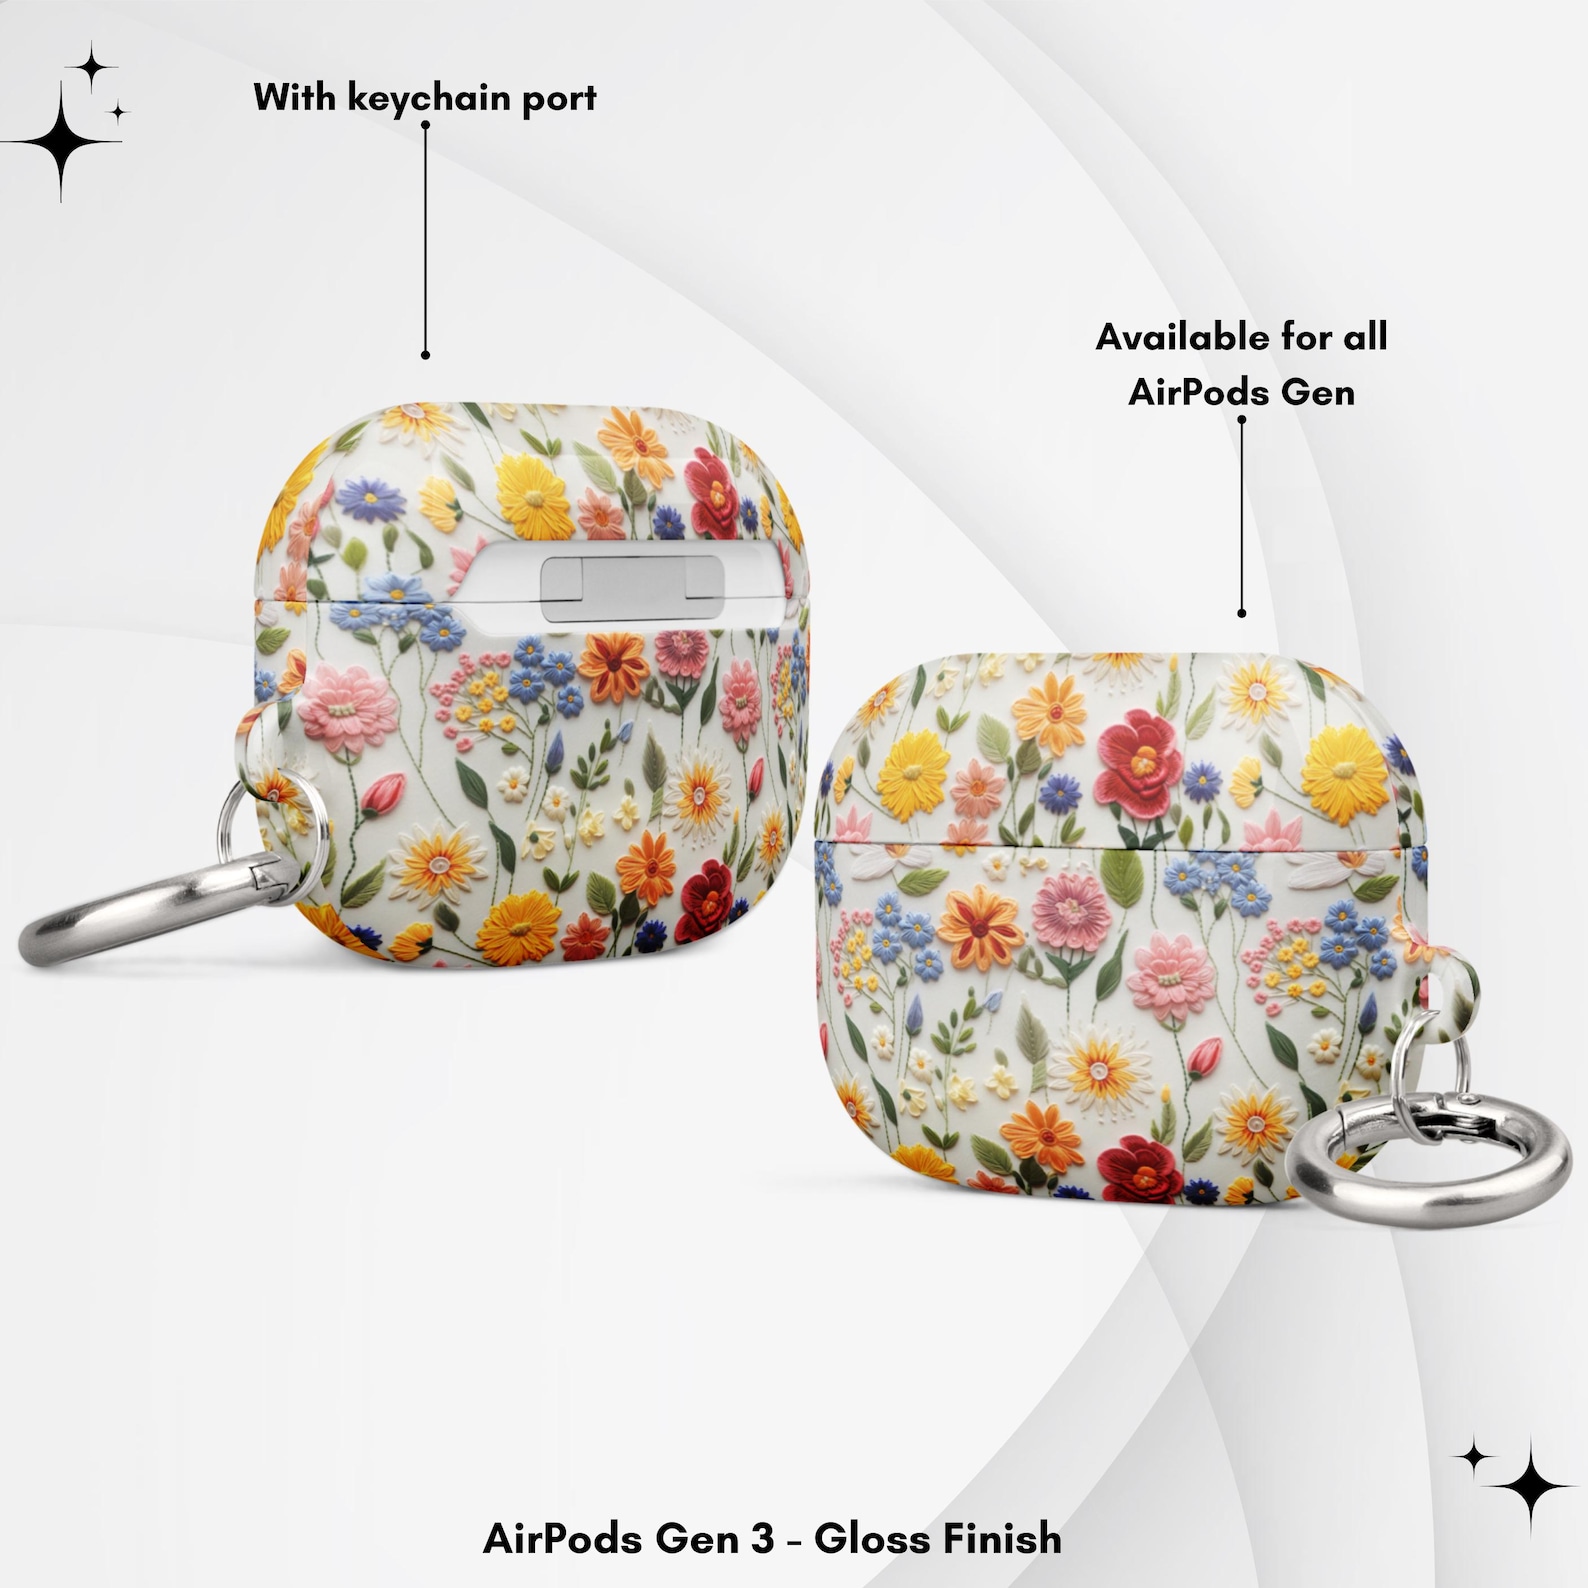 With keychain port
Available for all
AirPods Gen
AirPods Gen 3 - Gloss Finish